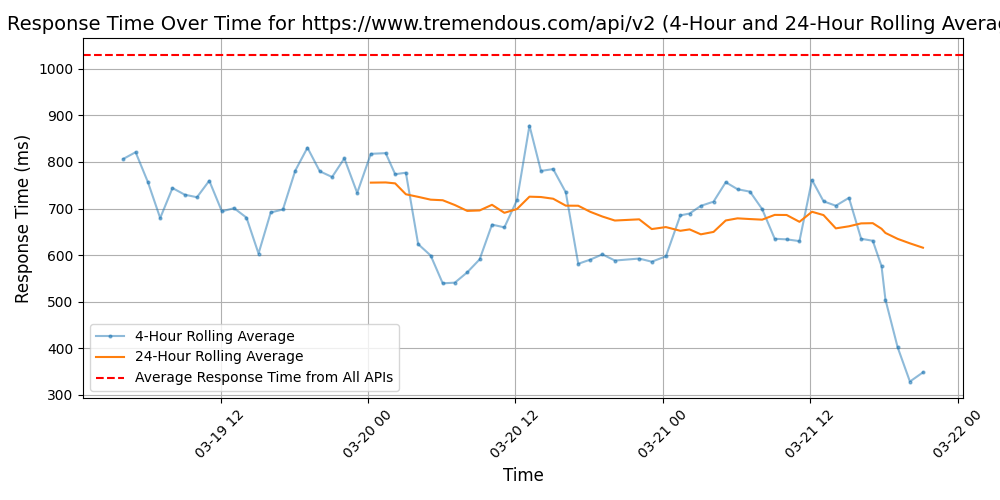 Response Time Over Time for https://www.tremendous.com/api/v2 (4-Hour and 24-Hour Rolling Avera
Response Time (ms)
1000
900
800
700
600
500
400
300
4-Hour Rolling Average
24-Hour Rolling Average
Average Response Time from All APIs
03-19 12
03-20 00
03-20 12
03-21 00
03-21 12
03-22 00
Time